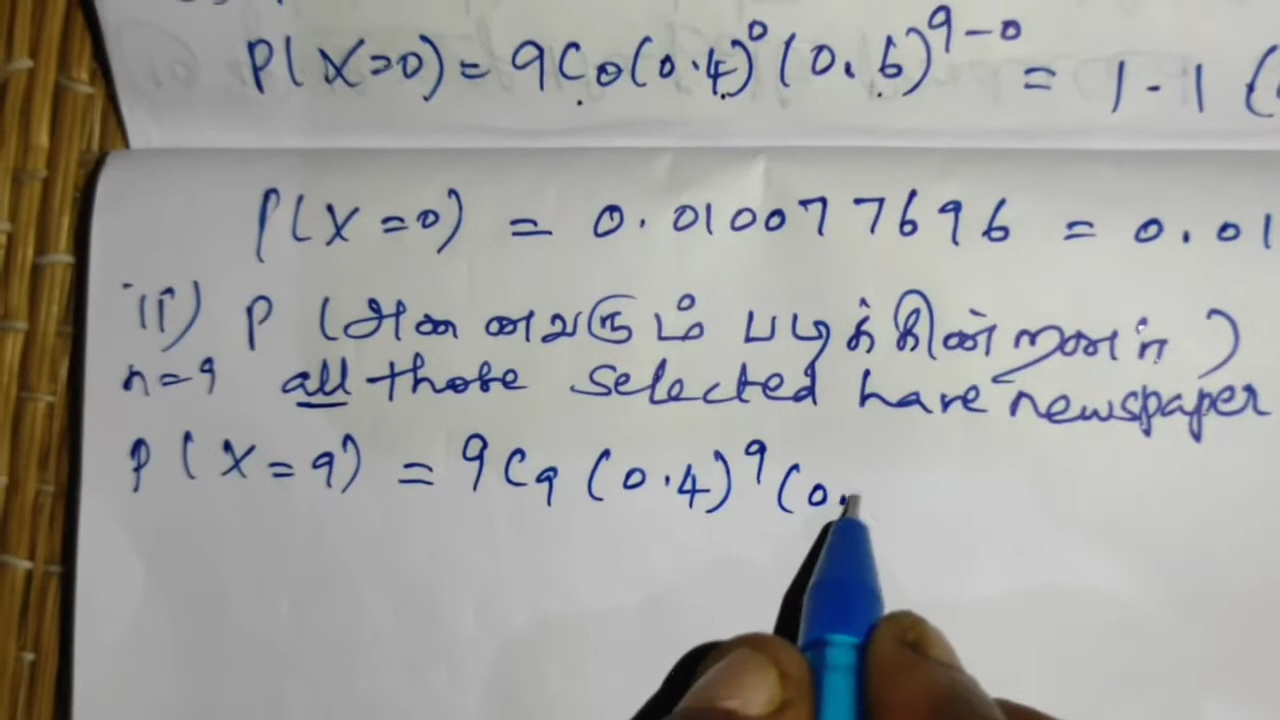 P(X=0) = 9C0(0.4)^0(0.6)^9-0 = 1.1 (
P(X=0) = 0.010077696 = 0.01
ii) P (அனைவரும் படிக்கின்றனர்)
n=9 all those selected have newspaper
P(X=9) = 9C9 (0.4)^9 (0.